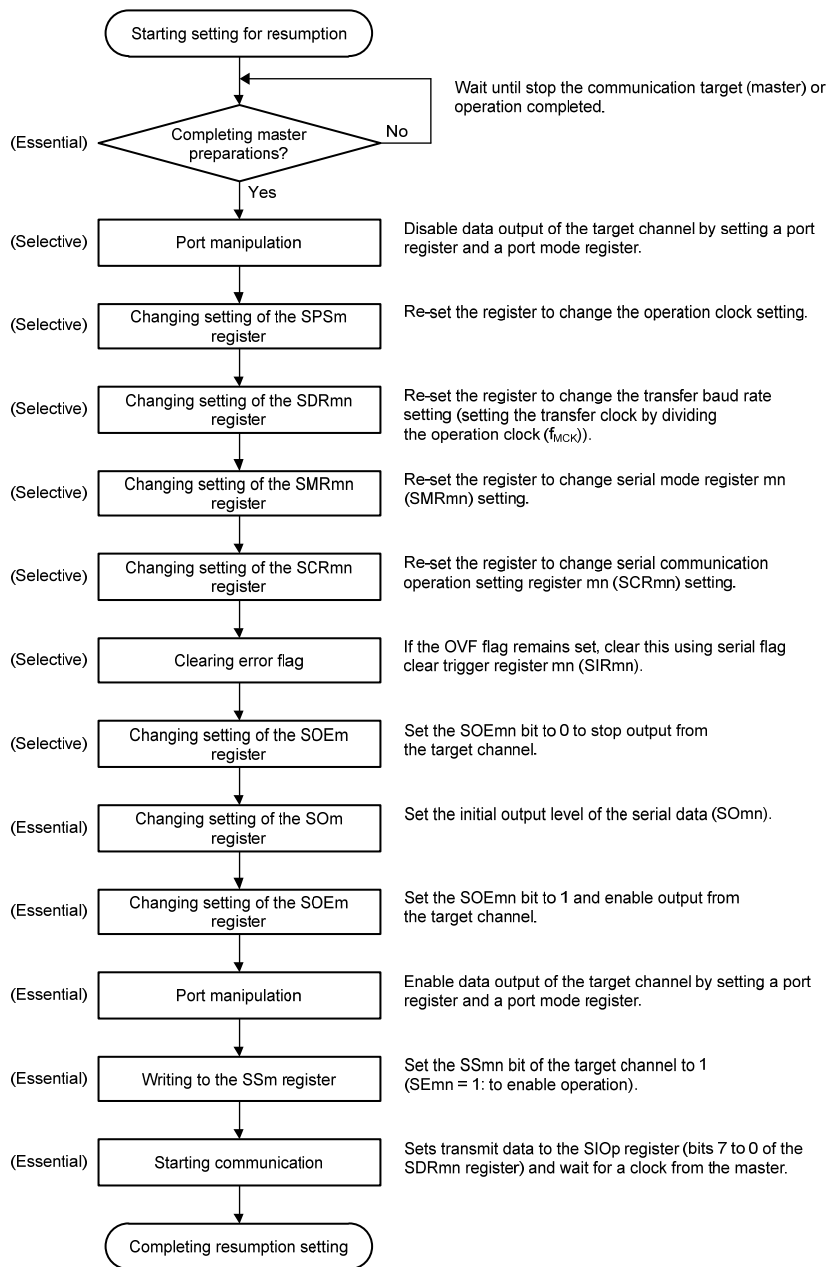 Starting setting for resumption
Wait until stop the communication target (master) or
operation completed.
(Essential)
Completing master
preparations?
No
Yes
(Selective)
Port manipulation
Disable data output of the target channel by setting a port
register and a port mode register.
(Selective)
Changing setting of the SPSm
register
Re-set the register to change the operation clock setting.
(Selective)
Changing setting of the SDRmn
register
Re-set the register to change the transfer baud rate
setting (setting the transfer clock by dividing
the operation clock (fMCK)).
(Selective)
Changing setting of the SMRmn
register
Re-set the register to change serial mode register mn
(SMRmn) setting.
(Selective)
Changing setting of the SCRmn
register
Re-set the register to change serial communication
operation setting register mn (SCRmn) setting.
(Selective)
Clearing error flag
If the OVF flag remains set, clear this using serial flag
clear trigger register mn (SIRmn).
(Selective)
Changing setting of the SOEm
register
Set the SOEmn bit to 0 to stop output from
the target channel.
(Essential)
Changing setting of the SOm
register
Set the initial output level of the serial data (SOmn).
(Essential)
Changing setting of the SOEm
register
Set the SOEmn bit to 1 and enable output from
the target channel.
(Essential)
Port manipulation
Enable data output of the target channel by setting a port
register and a port mode register.
(Essential)
Writing to the SSm register
Set the SSmn bit of the target channel to 1
(SEmn = 1: to enable operation).
(Essential)
Starting communication
Sets transmit data to the SIOp register (bits 7 to 0 of the
SDRmn register) and wait for a clock from the master.
Completing resumption setting